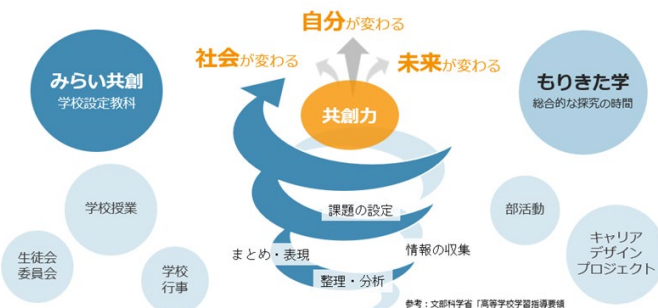 自分が変わる
社会が変わる
未来が変わる
みらい共創
学校設定教科
共創力
もりきた学
総合的な探究の時間
学校授業
課題の設定
部活動
生徒会
委員会
学校
行事
まとめ・表現
情報の収集
整理・分析
キャリア
デザイン
プロジェクト
参考：文部科学省「高等学校学習指導要領